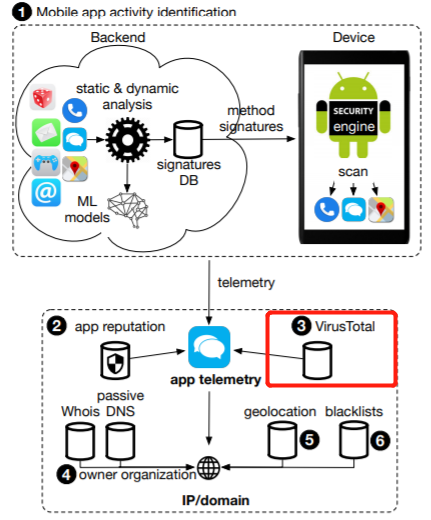 1 Mobile app activity identification
Backend
Device
static & dynamic
analysis
method
signatures
SECURITY
engine
signatures
DB
scan
ML
models
@
telemetry
2 app reputation
3 VirusTotal
app telemetry
passive
Whois DNS
geolocation
blacklists
5
6
4 owner organization
IP/domain